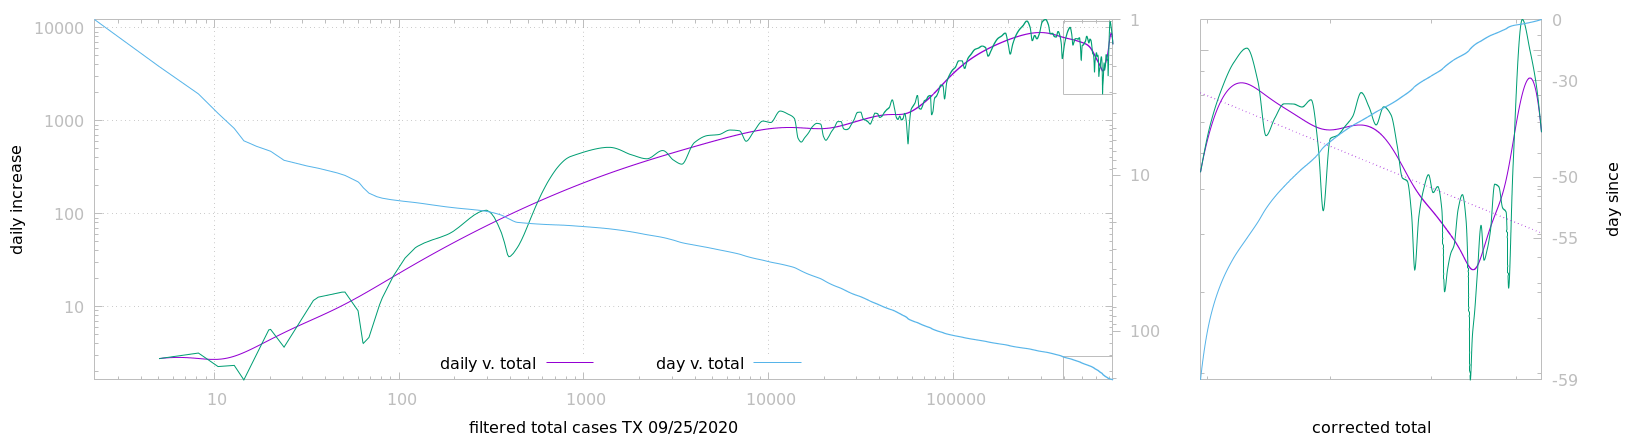 10000
1000
100
10
daily increase
10
100
1000
10000
100000
filtered total cases TX 09/25/2020
daily v. total
day v. total
1
10
100
0
-30
-50
-55
-59
day since
corrected total